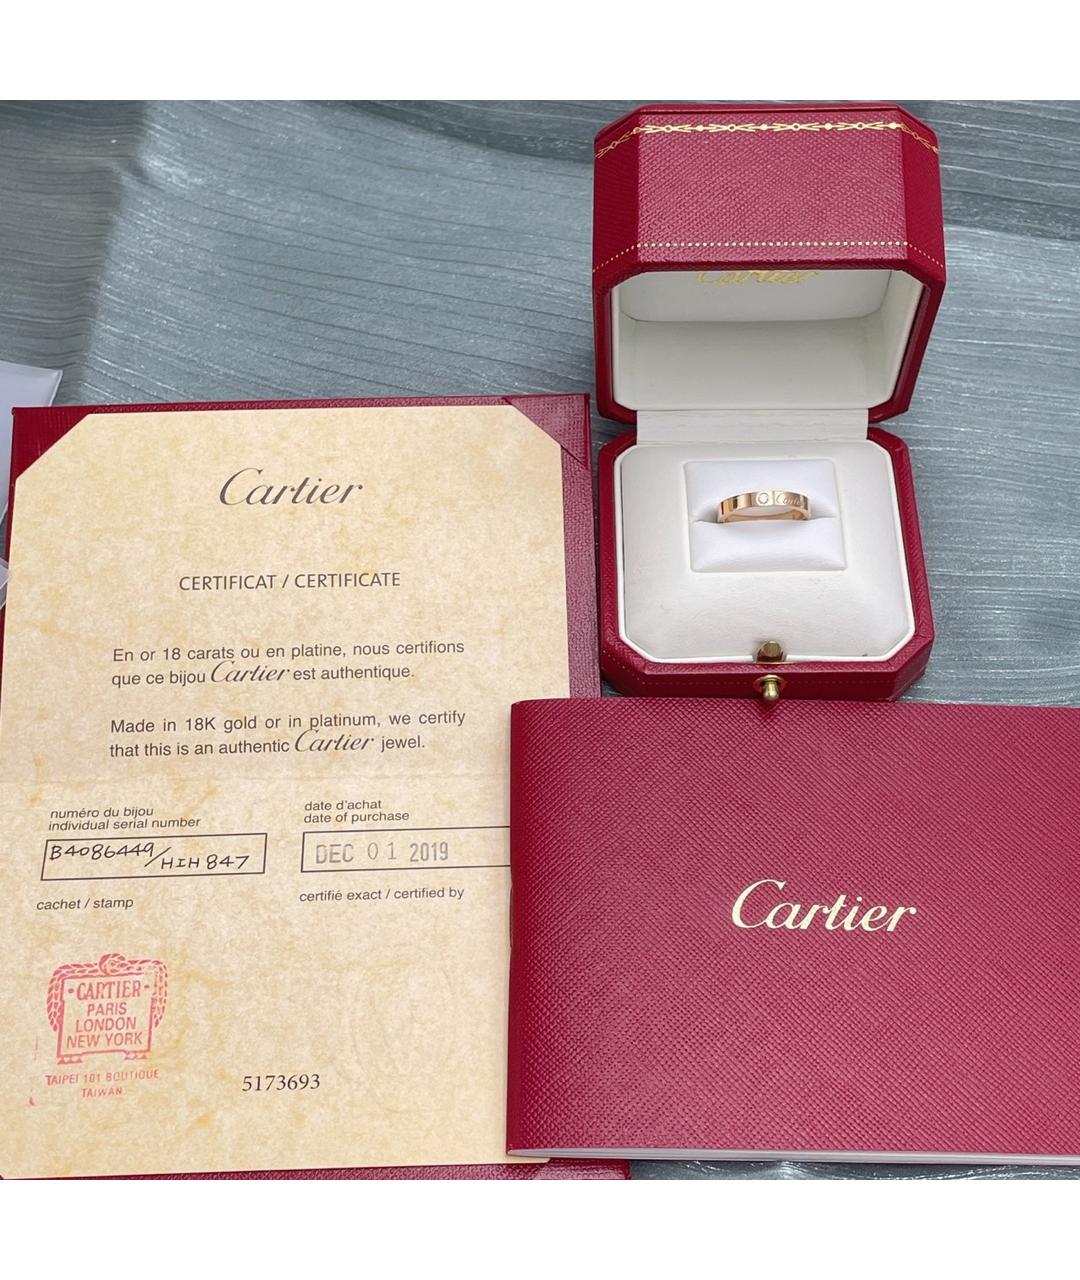 Cartier
Cartier
Cartier
CERTIFICAT / CERTIFICATE
En or 18 carats ou en platine, nous certifions
que ce bijou Cartier est authentique.
Made in 18K gold or in platinum, we certify
that this is an authentic Cartier jewel.
numéro du bijou
individual serial number
B4086449/HIH847
date d'achat
date of purchase
DEC 01 2019
cachet / stamp
certifié exact / certified by
CARTIER
PARIS
LONDON
NEW YORK
TAIPEI 101 BOUTIQUE
TAIWAN
5173693
Cartier